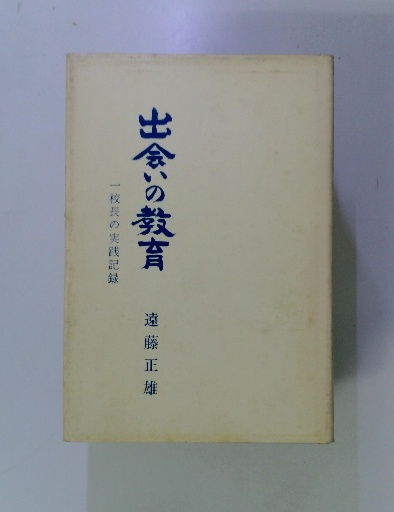 出会いの教育
一校長の実践記録
遠藤正雄